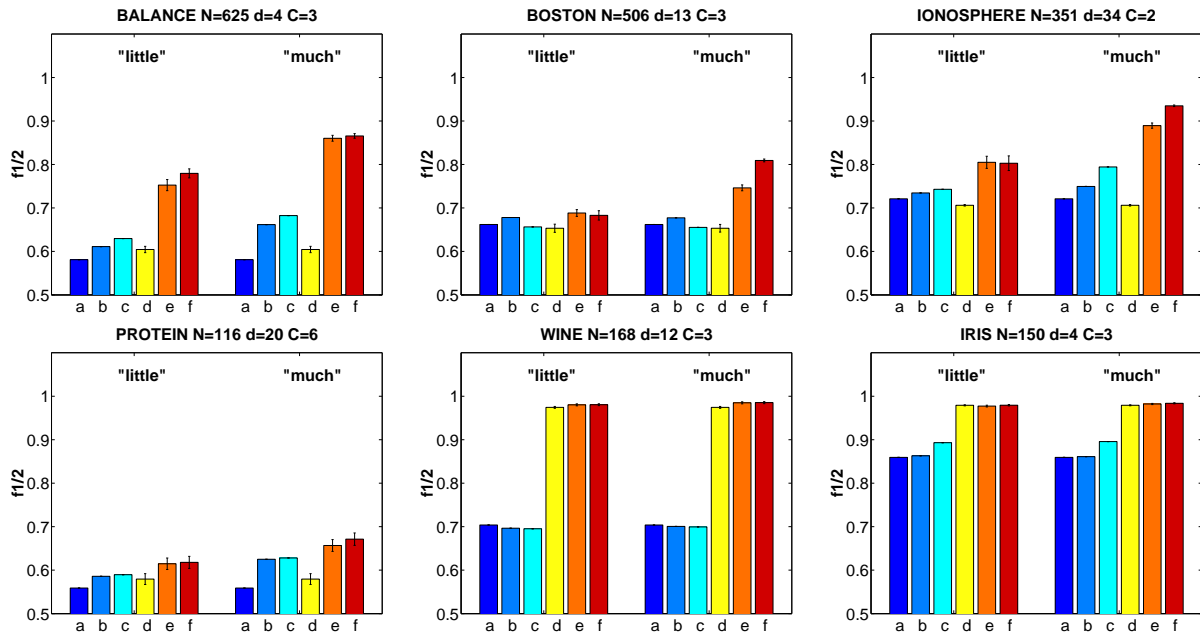 BALANCE N=625 d=4 C=3
"little" "much"
1
0.9
0.8
0.7
0.6
0.5
f1/2
a b c d e f a b c d e f
BOSTON N=506 d=13 C=3
"little" "much"
1
0.9
0.8
0.7
0.6
0.5
f1/2
a b c d e f a b c d e f
IONOSPHERE N=351 d=34 C=2
"little" "much"
1
0.9
0.8
0.7
0.6
0.5
f1/2
a b c d e f a b c d e f
PROTEIN N=116 d=20 C=6
"little" "much"
1
0.9
0.8
0.7
0.6
0.5
f1/2
a b c d e f a b c d e f
WINE N=168 d=12 C=3
"little" "much"
1
0.9
0.8
0.7
0.6
0.5
f1/2
a b c d e f a b c d e f
IRIS N=150 d=4 C=3
"little" "much"
1
0.9
0.8
0.7
0.6
0.5
f1/2
a b c d e f a b c d e f